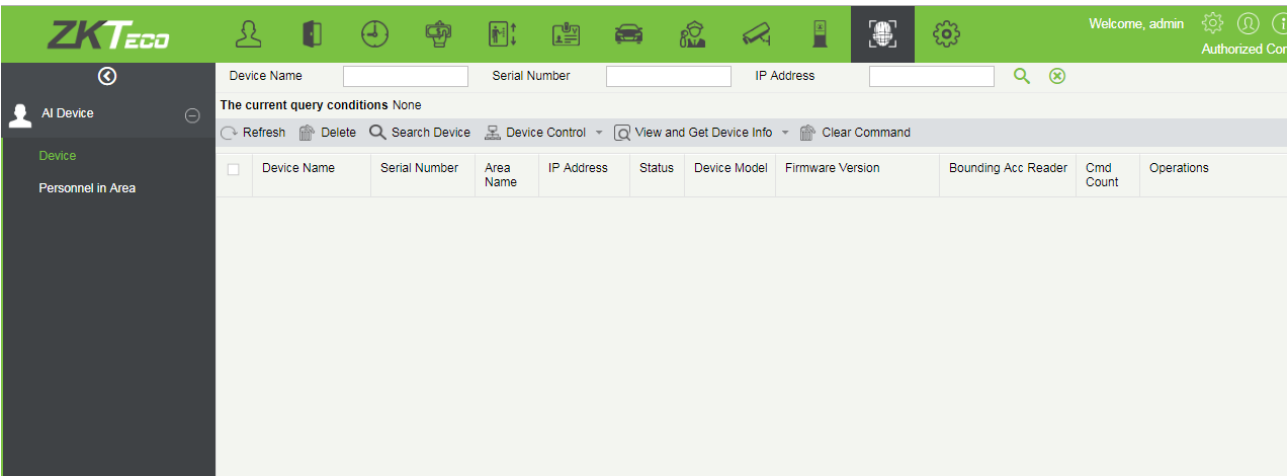 ZKTeco
Welcome, admin
Authorized Cor
Device Name Serial Number IP Address
AI Device
The current query conditions None
Refresh Delete Search Device Device Control View and Get Device Info Clear Command
Device
Personnel in Area
Device Name Serial Number Area Name IP Address Status Device Model Firmware Version Bounding Acc Reader Cmd Count Operations